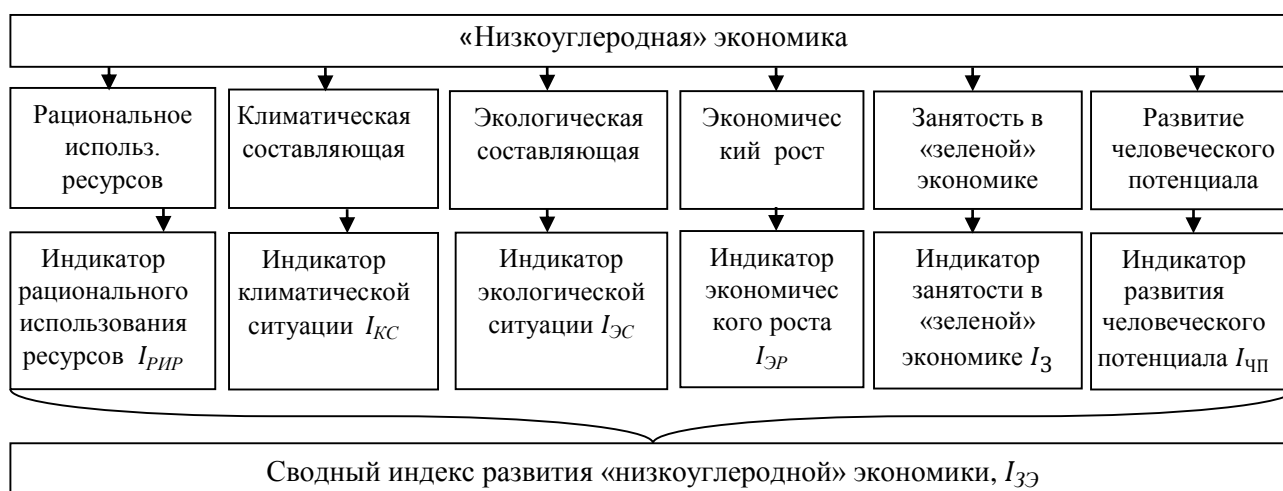 «Низкоуглеродная» экономика
Рациональное
использ.
ресурсов
Климатическая
составляющая
Экологическая
составляющая
Экономичес
кий рост
Занятость в
«зеленой»
экономике
Развитие
человеческого
потенциала
Индикатор
рационального
использования
ресурсов I_РИР
Индикатор
климатической
ситуации I_КС
Индикатор
экологической
ситуации I_ЭС
Индикатор
экономичес
кого роста
I_ЭР
Индикатор
занятости в
«зеленой»
экономике I_З
Индикатор
развития
человеческого
потенциала I_ЧП
Сводный индекс развития «низкоуглеродной» экономики, I_ЗЭ